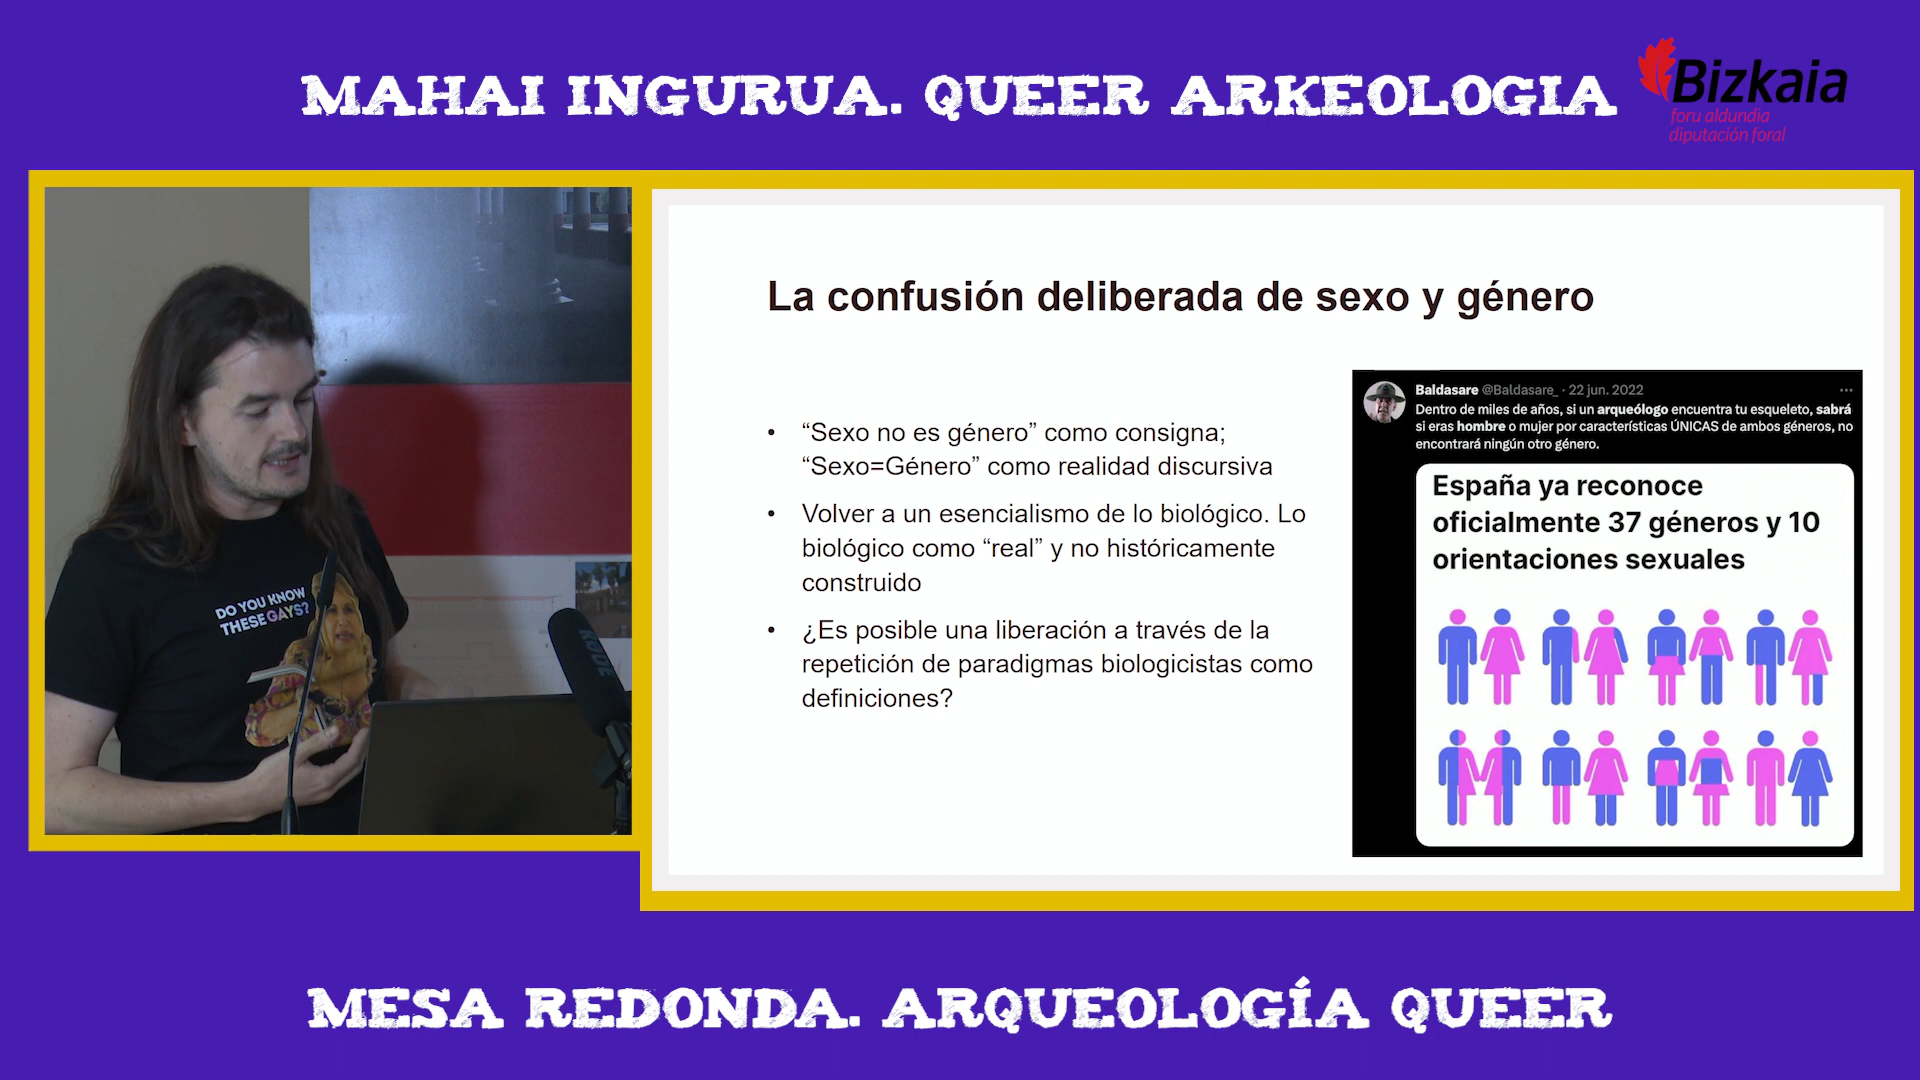 MAHAI INGURUA. QUEER ARKEOLOGIA
Bizkaia
foru aldundia
diputación foral
DO YOU KNOW
THESE GAYS?
RODE
La confusión deliberada de sexo y género
• “Sexo no es género” como consigna;
“Sexo=Género” como realidad discursiva
• Volver a un esencialismo de lo biológico. Lo
biológico como “real” y no históricamente
construido
• ¿Es posible una liberación a través de la
repetición de paradigmas biologicistas como
definiciones?
Baldasare @Baldasare_ · 22 jun. 2022
Dentro de miles de años, si un arqueólogo encuentra tu esqueleto, sabrá
si eras hombre o mujer por características ÚNICAS de ambos géneros, no
encontrará ningún otro género.
España ya reconoce
oficialmente 37 géneros y 10
orientaciones sexuales
MESA REDONDA. ARQUEOLOGÍA QUEER